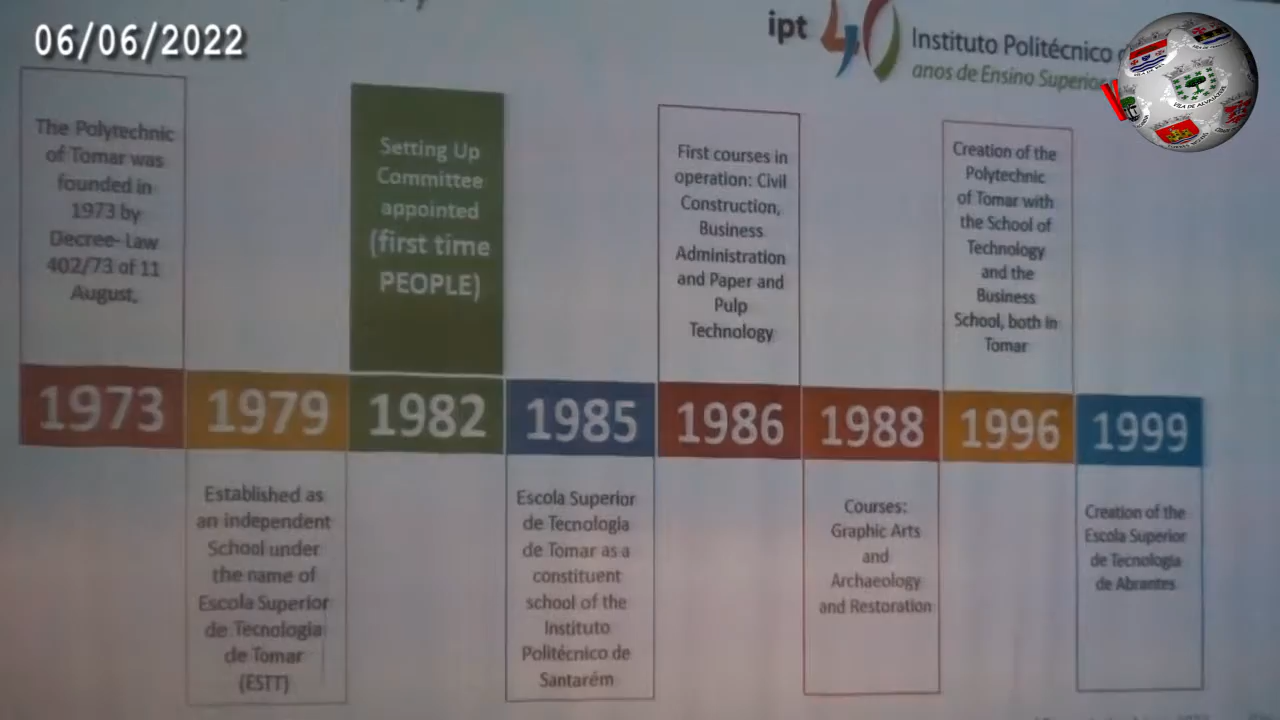 06/06/2022
ipt 40
Instituto Politécnico
anos de Ensino Superior
The Polytechnic
of Tomar was
founded in
1973 by
Decree- Law
402/73 of 11
August,
1973
1979
Established as
an independent
School under
the name of
Escola Superior
de Tecnologia
de Tomar
(ESTT)
Setting Up
Committee
appointed
(first time
PEOPLE)
1982
1985
Escola Superior
de Tecnologia
de Tomar as a
constituent
school of the
Instituto
Politécnico de
Santarém
First courses in
operation: Civil
Construction,
Business
Administration
and Paper and
Pulp
Technology
1986
1988
Courses:
Graphic Arts
and
Archaeology
and Restoration
Creation of the
Polytechnic
of Tomar with
the School of
Technology
and the
Business
School, both in
Tomar
1996
1999
Creation of the
Escola Superior
de Tecnologia
de Abrantes